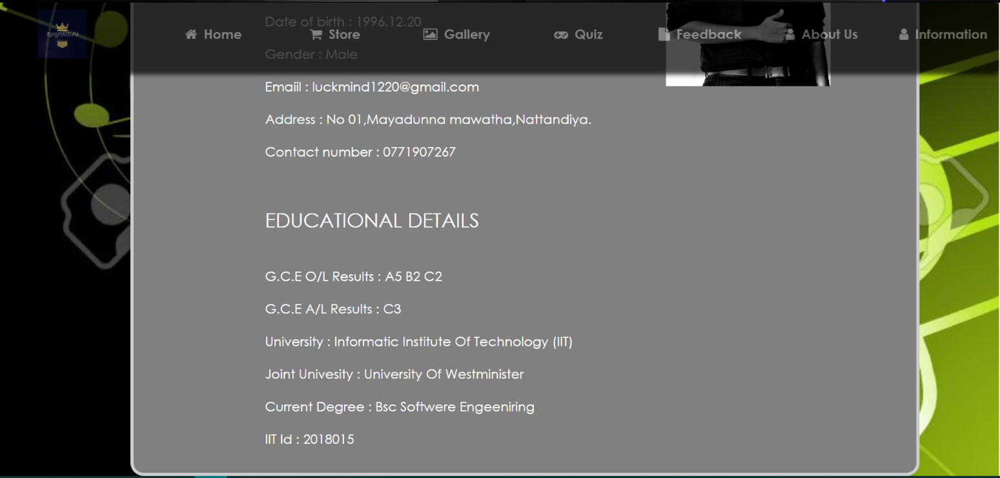 Date of birth : 1996.12.20
Home Store Gallery Quiz Feedback About Us Information
Gender : Male
Emaiil : luckmind1220@gmail.com
Address : No 01,Mayadunna mawatha,Nattandiya.
Contact number : 0771907267
EDUCATIONAL DETAILS
G.C.E O/L Results : A5 B2 C2
G.C.E A/L Results : C3
University : Informatic Institute Of Technology (IIT)
Joint Univesity : University Of Westminister
Current Degree : Bsc Softwere Engeeniring
IIT Id : 2018015